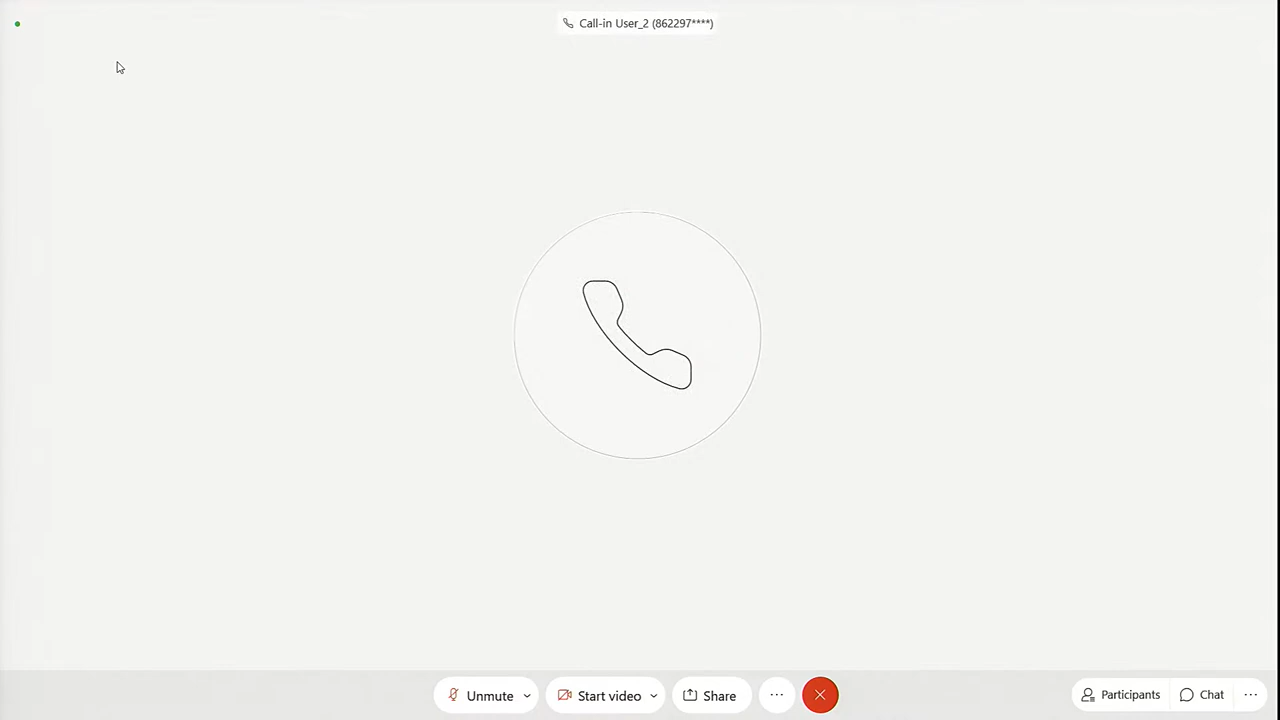 Call-in User_2 (862297****)
Unmute
Start video
Share
Participants
Chat